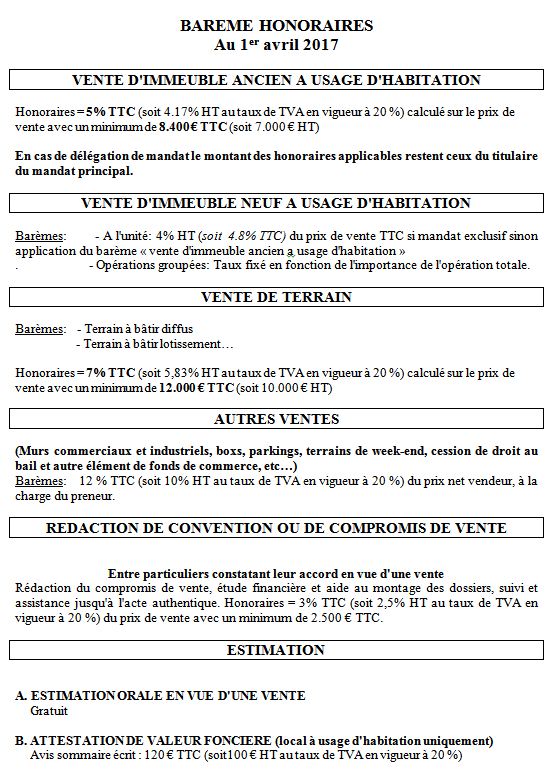 BAREME HONORAIRES
Au 1er avril 2017
VENTE D'IMMEUBLE ANCIEN A USAGE D'HABITATION
Honoraires = 5% TTC (soit 4.17% HT au taux de TVA en vigueur à 20 %) calculé sur le prix de
vente avec un minimum de 8.400 € TTC (soit 7.000 € HT)
En cas de délégation de mandat le montant des honoraires applicables restent ceux du titulaire
du mandat principal.
VENTE D'IMMEUBLE NEUF A USAGE D'HABITATION
Barèmes: - A l'unité: 4% HT (soit 4.8% TTC) du prix de vente TTC si mandat exclusif sinon
application du barème « vente d'immeuble ancien a usage d'habitation »
. - Opérations groupées: Taux fixé en fonction de l'importance de l'opération totale.
VENTE DE TERRAIN
Barèmes: - Terrain à bâtir diffus
- Terrain à bâtir lotissement…
Honoraires = 7% TTC (soit 5,83% HT au taux de TVA en vigueur à 20 %) calculé sur le prix de
vente avec un minimum de 12.000 € TTC (soit 10.000 € HT)
AUTRES VENTES
(Murs commerciaux et industriels, boxs, parkings, terrains de week-end, cession de droit au
bail et autre élément de fonds de commerce, etc…)
Barèmes: 12 % TTC (soit 10% HT au taux de TVA en vigueur à 20 %) du prix net vendeur, à la
charge du preneur.
REDACTION DE CONVENTION OU DE COMPROMIS DE VENTE
Entre particuliers constatant leur accord en vue d'une vente
Rédaction du compromis de vente, étude financière et aide au montage des dossiers, suivi et
assistance jusqu'à l'acte authentique. Honoraires = 3% TTC (soit 2,5% HT au taux de TVA en
vigueur à 20 %) du prix de vente avec un minimum de 2.500 € TTC.
ESTIMATION
A. ESTIMATION ORALE EN VUE D'UNE VENTE
Gratuit
B. ATTESTATION DE VALEUR FONCIERE (local à usage d'habitation uniquement)
Avis sommaire écrit : 120 € TTC (soit100 € HT au taux de TVA en vigueur à 20 %)